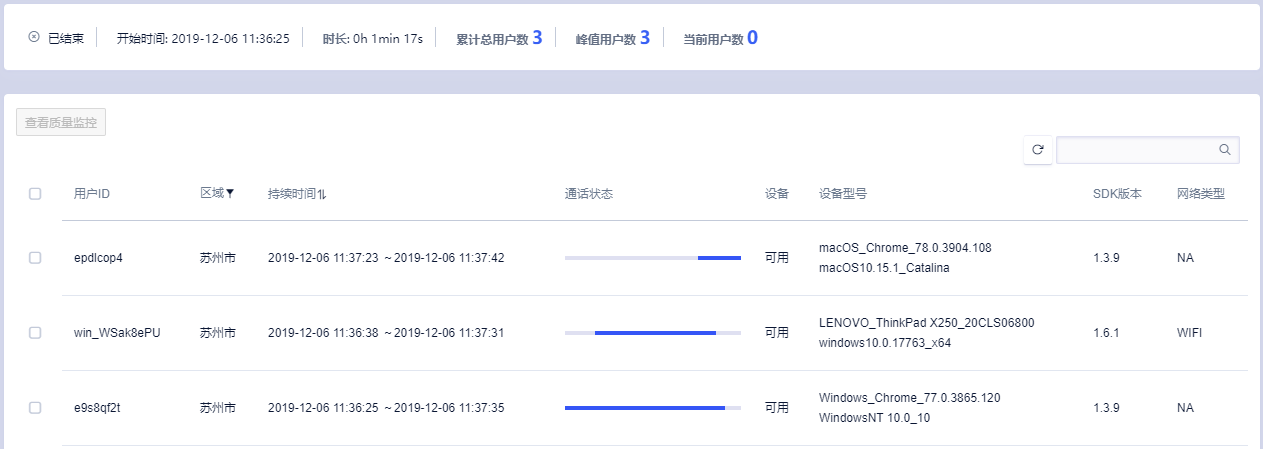 已结束 开始时间: 2019-12-06 11:36:25 时长: 0h 1min 17s 累计总用户数 3 峰值用户数 3 当前用户数 0
查看质量监控
用户ID 区域 持续时间 通话状态 设备 设备型号 SDK版本 网络类型
epdlcop4 苏州市 2019-12-06 11:37:23 ~ 2019-12-06 11:37:42 可用 macOS_Chrome_78.0.3904.108 1.3.9 NA
macOS10.15.1_Catalina
win_WSak8ePU 苏州市 2019-12-06 11:36:38 ~ 2019-12-06 11:37:31 可用 LENOVO_ThinkPad X250_20CLS06800 1.6.1 WIFI
windows10.0.17763_x64
e9s8qf2t 苏州市 2019-12-06 11:36:25 ~ 2019-12-06 11:37:35 可用 Windows_Chrome_77.0.3865.120 1.3.9 NA
WindowsNT 10.0_10